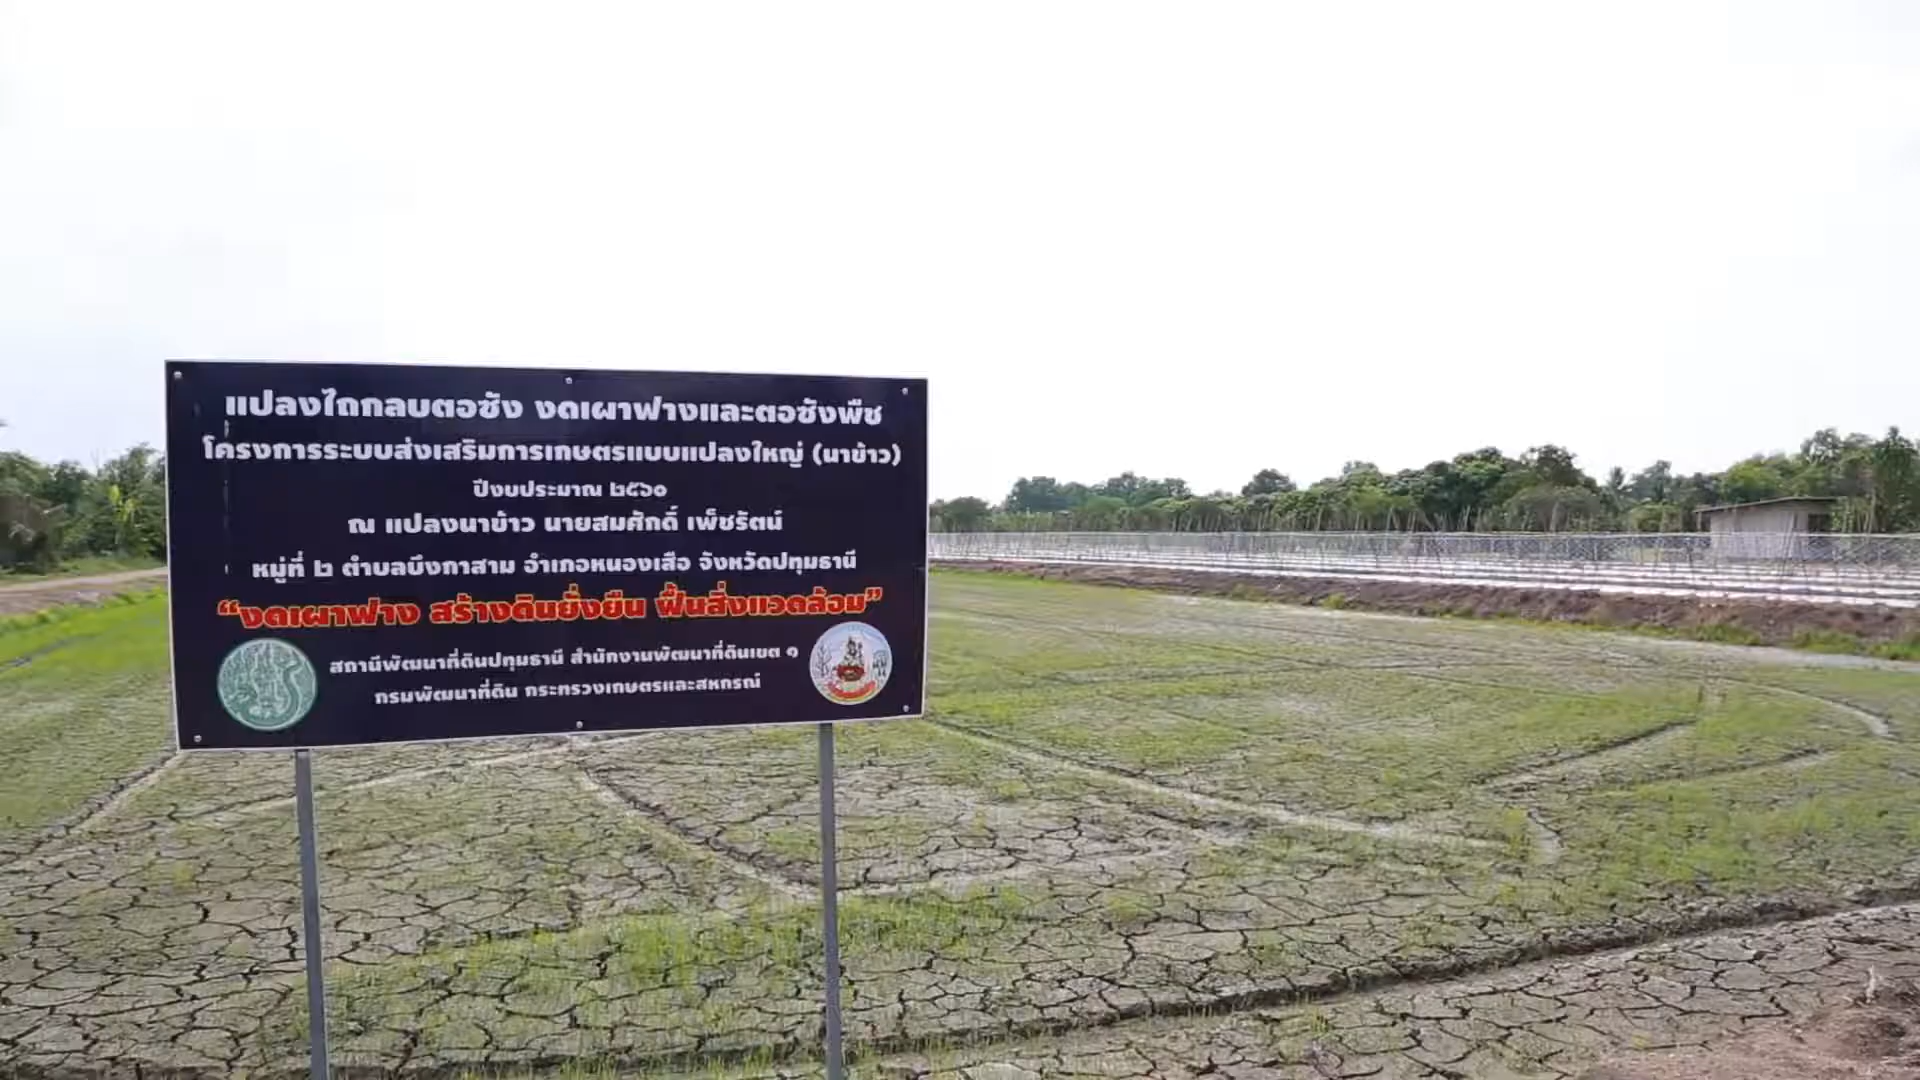 แปลงไถกลบตอซัง งดเผาฟางและตอซังพืช
โครงการระบบส่งเสริมการเกษตรแบบแปลงใหญ่ (นาข้าว)
ปีงบประมาณ ๒๕๖๐
ณ แปลงนาข้าว นายสมศักดิ์ เพ็ชรัตน์
หมู่ที่ ๒ ตำบลบึงกาสาม อำเภอหนองเสือ จังหวัดปทุมธานี
“งดเผาฟาง สร้างดินยั่งยืน ฟื้นสิ่งแวดล้อม”
สถานีพัฒนาที่ดินปทุมธานี สำนักงานพัฒนาที่ดินเขต ๑
กรมพัฒนาที่ดิน กระทรวงเกษตรและสหกรณ์